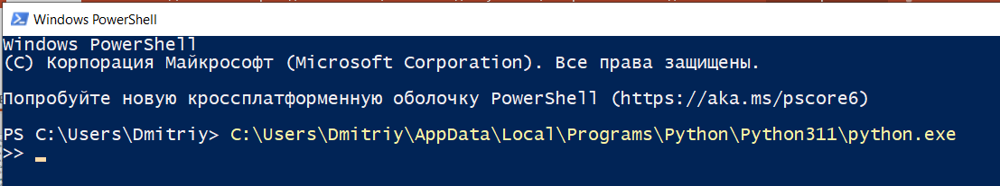 Windows PowerShell
Windows PowerShell
(C) Корпорация Майкрософт (Microsoft Corporation). Все права защищены.
Попробуйте новую кроссплатформенную оболочку PowerShell (https://aka.ms/pscore6)
PS C:\Users\Dmitriy> C:\Users\Dmitriy\AppData\Local\Programs\Python\Python311\python.exe
>>